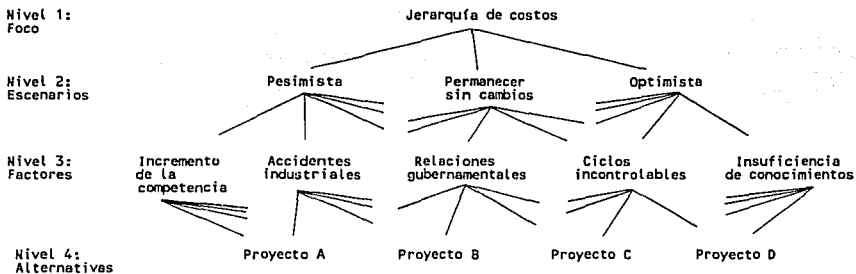 Nivel 1:
Foco
Jerarquía de costos
Nivel 2:
Escenarios
Pesimista
Permanecer
sin cambios
Optimista
Nivel 3:
Factores
Incremento
de la
competencia
Accidentes
industriales
Relaciones
gubernamentales
Ciclos
incontrolables
Insuficiencia
de conocimientos
Nivel 4:
Alternativas
Proyecto A
Proyecto B
Proyecto C
Proyecto D